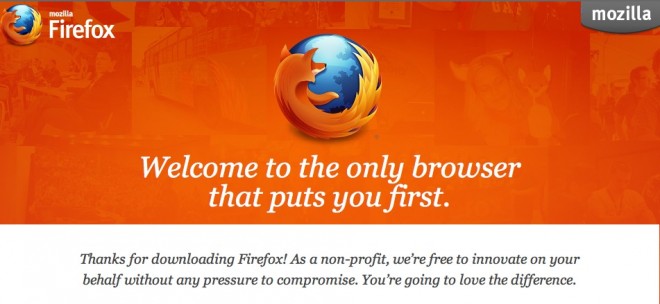 mozilla
Firefox
mozilla
Welcome to the only browser
that puts you first.
Thanks for downloading Firefox! As a non-profit, we're free to innovate on your
behalf without any pressure to compromise. You're going to love the difference.